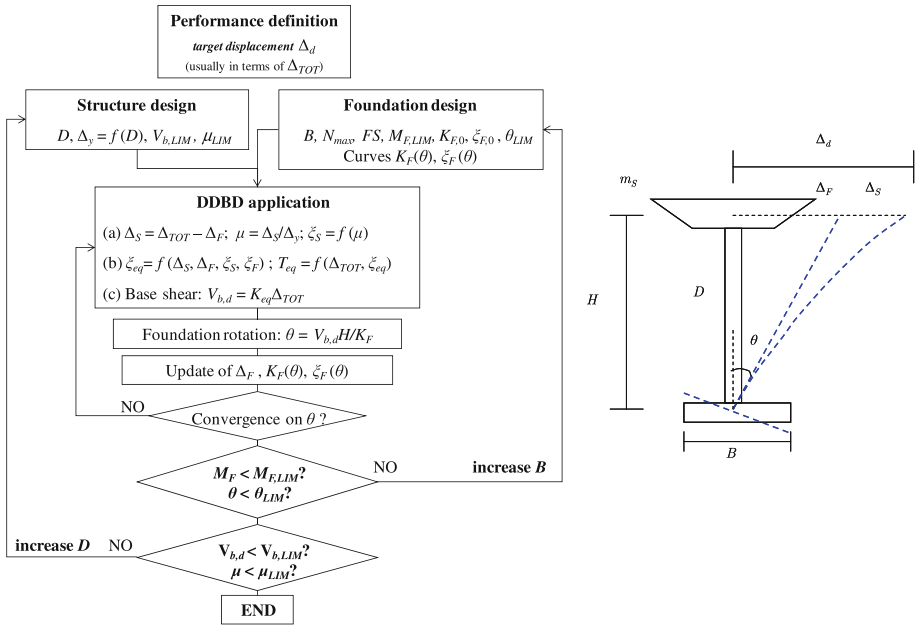 Performance definition
target displacement Δd
(usually in terms of ΔTOT)
Structure design
D, Δy = f (D), Vb,LIM, μLIM
Foundation design
B, Nmax, FS, MF,LIM, KF,0, ξF,0 , θLIM
Curves KF(θ), ξF (θ)
DDBD application
(a) ΔS = ΔTOT − ΔF; μ = ΔS/Δy; ξS = f (μ)
(b) ξeq= f (ΔS, ΔF, ξS, ξF) ; Teq = f (ΔTOT, ξeq)
(c) Base shear: Vb,d = KeqΔTOT
Foundation rotation: θ = Vb,dH/KF
Update of ΔF , KF(θ), ξF (θ)
NO
Convergence on θ ?
MF < MF,LIM?
θ < θLIM?
NO
increase B
increase D
NO
Vb,d < Vb,LIM?
μ < μLIM?
END
Δd
mS
ΔF
ΔS
H
D
θ
B